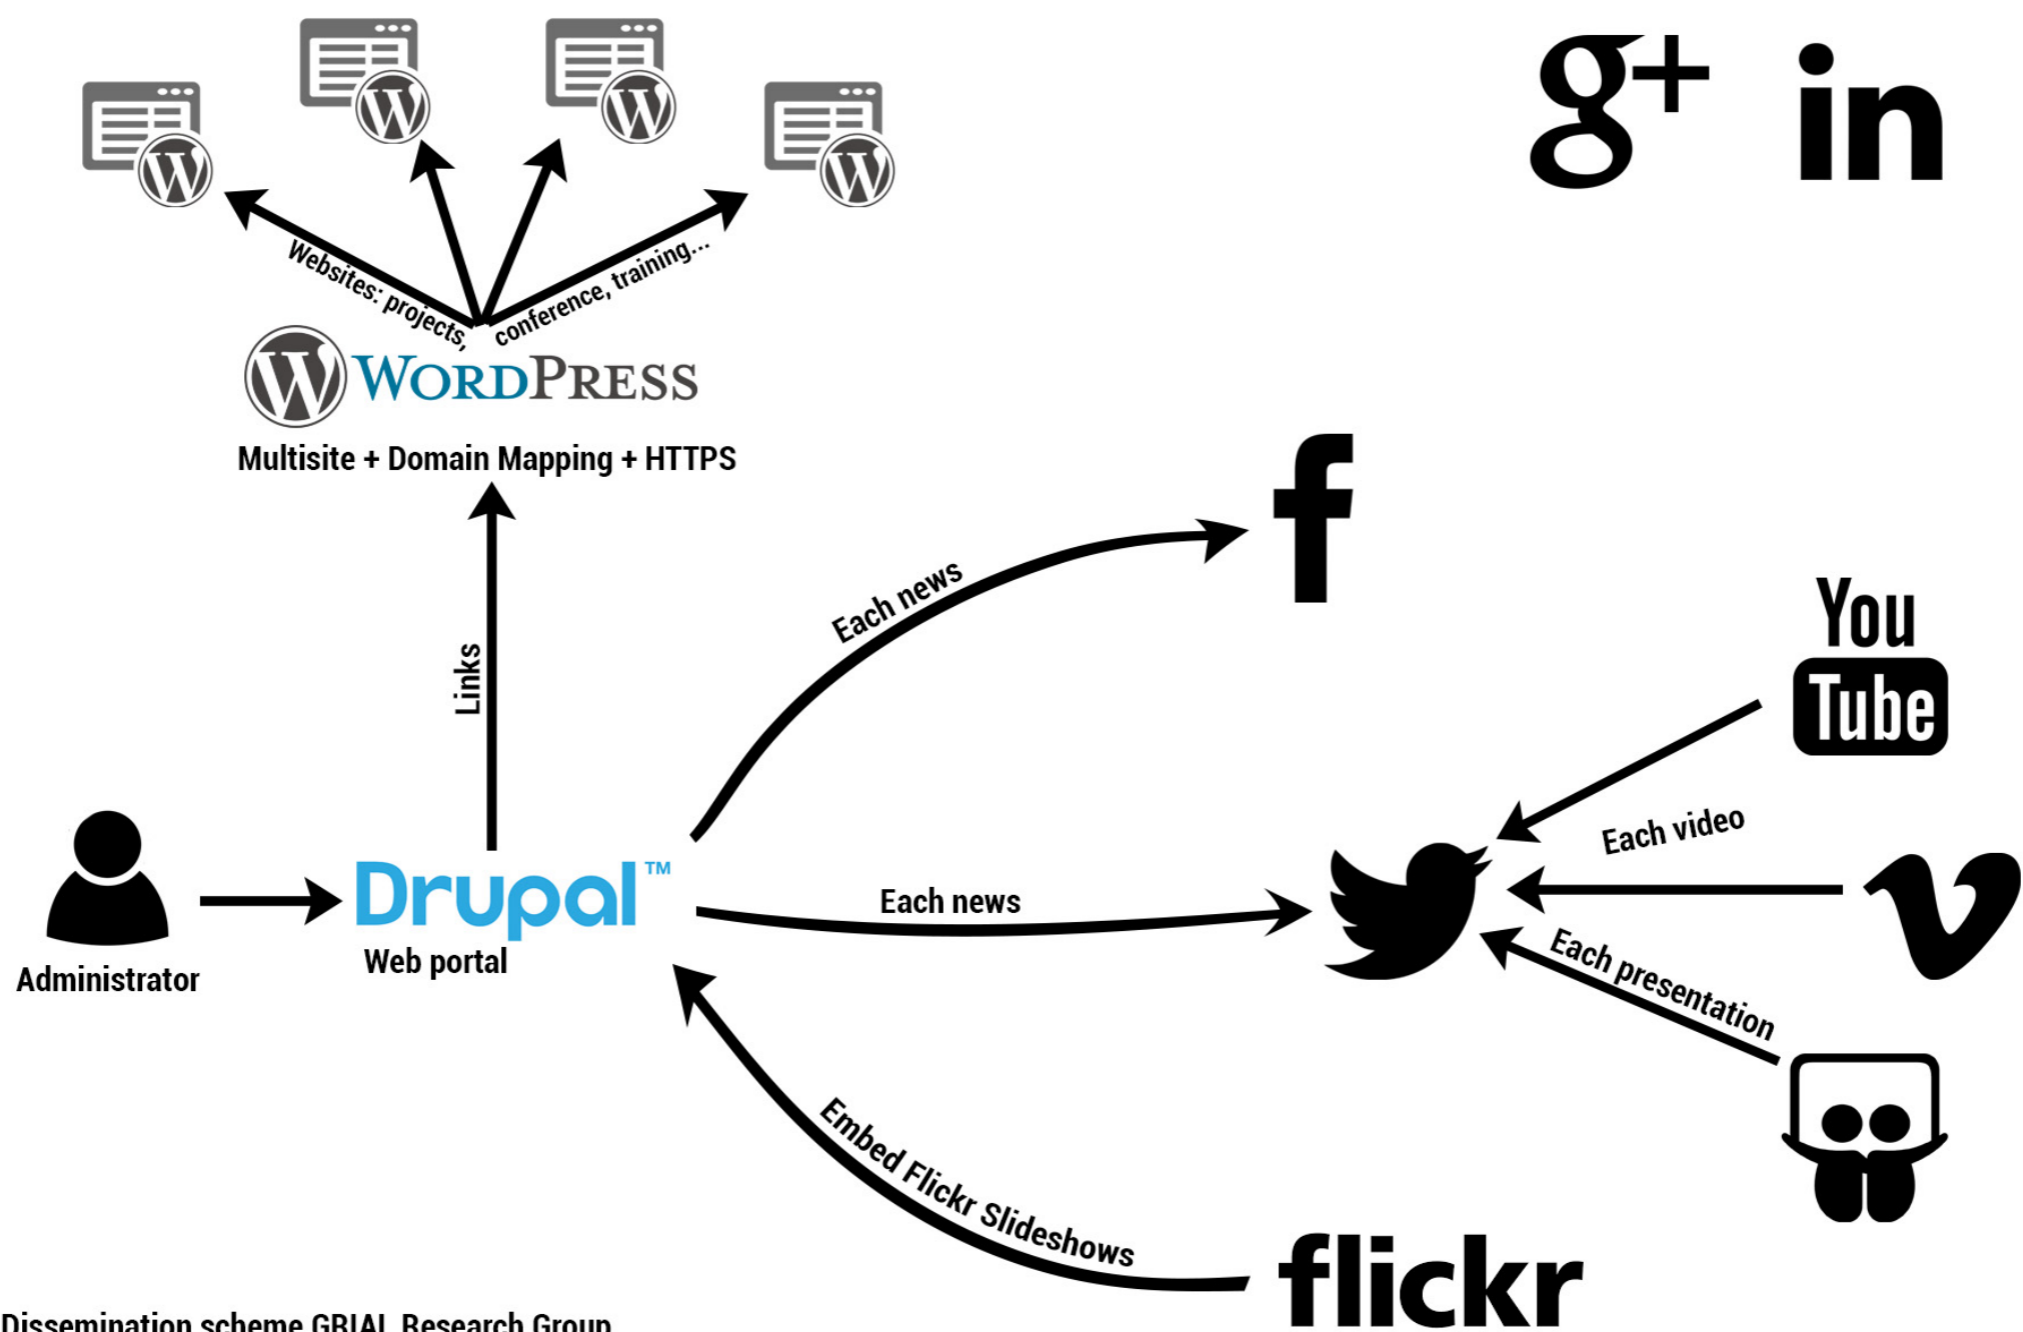 g+
in
Websites: projects,
conference, training...
WORDPRESS
Multisite + Domain Mapping + HTTPS
f
Each news
Links
You
Tube
Each video
Drupal™
Web portal
Each news
Administrator
Each presentation
Embed Flickr Slideshows
flickr
Dissemination scheme GRIAL Research Group